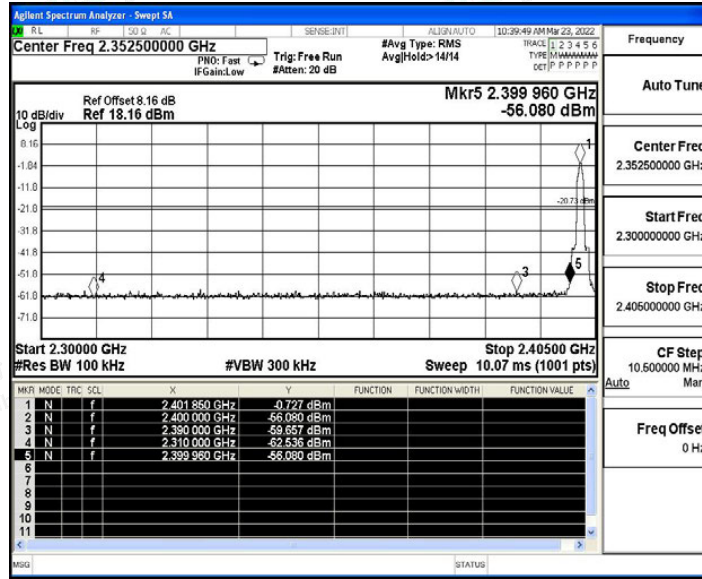 Agilent Spectrum Analyzer - Swept SA
RL RF 50 Ω AC SENSE:INT ALIGNAUTO 10:39:49 AM Mar 23, 2022
Center Freq 2.352500000 GHz
PNO: Fast
IFGain:Low
Trig: Free Run
#Atten: 20 dB
#Avg Type: RMS
Avg|Hold:> 14/14
TRACE 1 2 3 4 5 6
TYPE
DET P P P P P P
Frequency
Auto Tune
Center Freq
2.352500000 GHz
Start Freq
2.300000000 GHz
Stop Freq
2.405000000 GHz
CF Step
10.500000 MHz
Auto Man
Freq Offset
0 Hz
Mkr5 2.399 960 GHz
-56.080 dBm
Ref Offset 8.16 dB
10 dB/div Ref 18.16 dBm
Log
8.16
-1.84
-11.8
-21.8
-31.8
-41.8
-51.8
-61.8
-71.8
1
-20.73 dBm
5
3
4
Start 2.30000 GHz Stop 2.40500 GHz
#Res BW 100 kHz #VBW 300 kHz Sweep 10.07 ms (1001 pts)
MKR MODE TRC SCL X Y FUNCTION FUNCTION WIDTH FUNCTION VALUE
1 N f 2.401 850 GHz -0.727 dBm
2 N f 2.400 000 GHz -56.080 dBm
3 N f 2.390 000 GHz -59.657 dBm
4 N f 2.310 000 GHz -62.536 dBm
5 N f 2.399 960 GHz -56.080 dBm
6
7
8
9
10
11
MSG STATUS